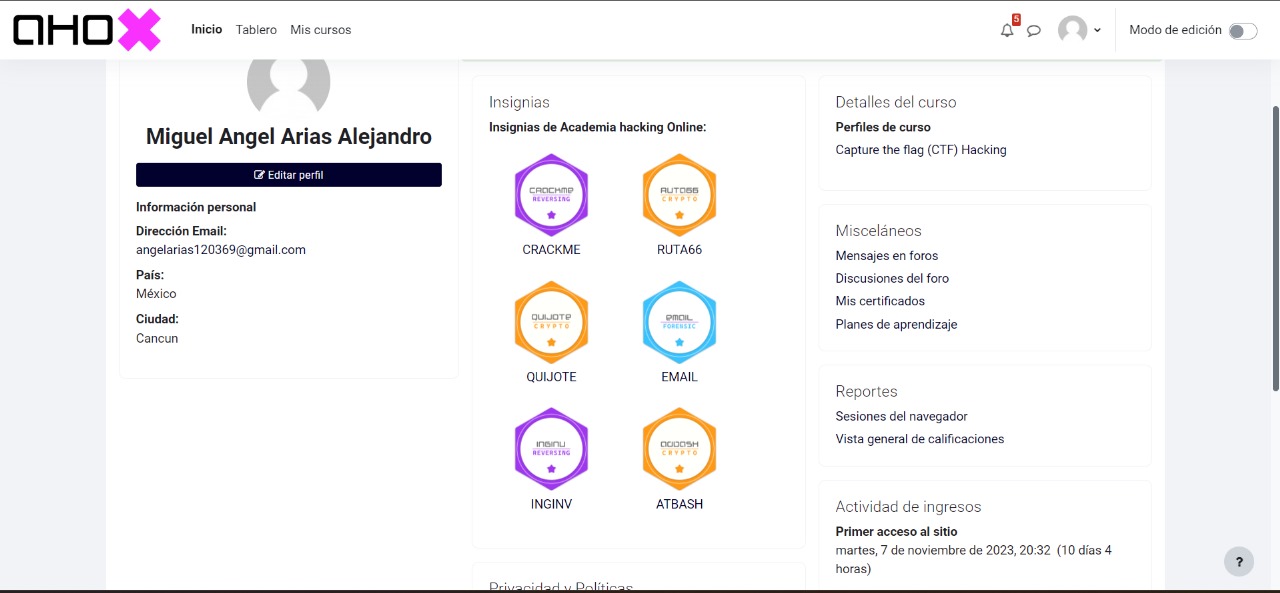 AHOX
Inicio
Tablero
Mis cursos
5
Modo de edición
Miguel Angel Arias Alejandro
Editar perfil
Información personal
Dirección Email:
angelarias120369@gmail.com
País:
México
Ciudad:
Cancun
Insignias
Insignias de Academia hacking Online:
CRACKME
REVERSING
CRACKME
RUTA66
CRYPTO
RUTA66
QUIJOTE
CRYPTO
QUIJOTE
EMAIL
FORENSIC
EMAIL
INGINV
REVERSING
INGINV
CRYPTO
ATBASH
Privacidad y Políticas
Detalles del curso
Perfiles de curso
Capture the flag (CTF) Hacking
Misceláneos
Mensajes en foros
Discusiones del foro
Mis certificados
Planes de aprendizaje
Reportes
Sesiones del navegador
Vista general de calificaciones
Actividad de ingresos
Primer acceso al sitio
martes, 7 de noviembre de 2023, 20:32 (10 días 4
horas)
?